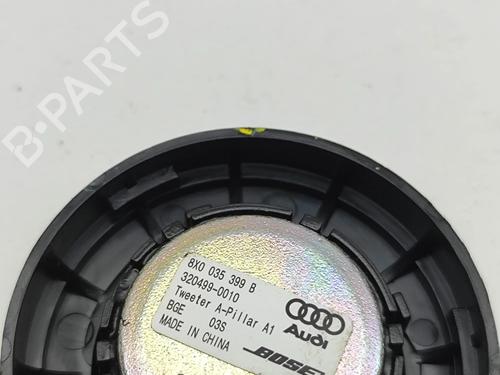 B-PARTS
8X0 035 399 B
320499-0010
Tweeter A-Pillar A1
BGE 03S
MADE IN CHINA
Audi
BOSE